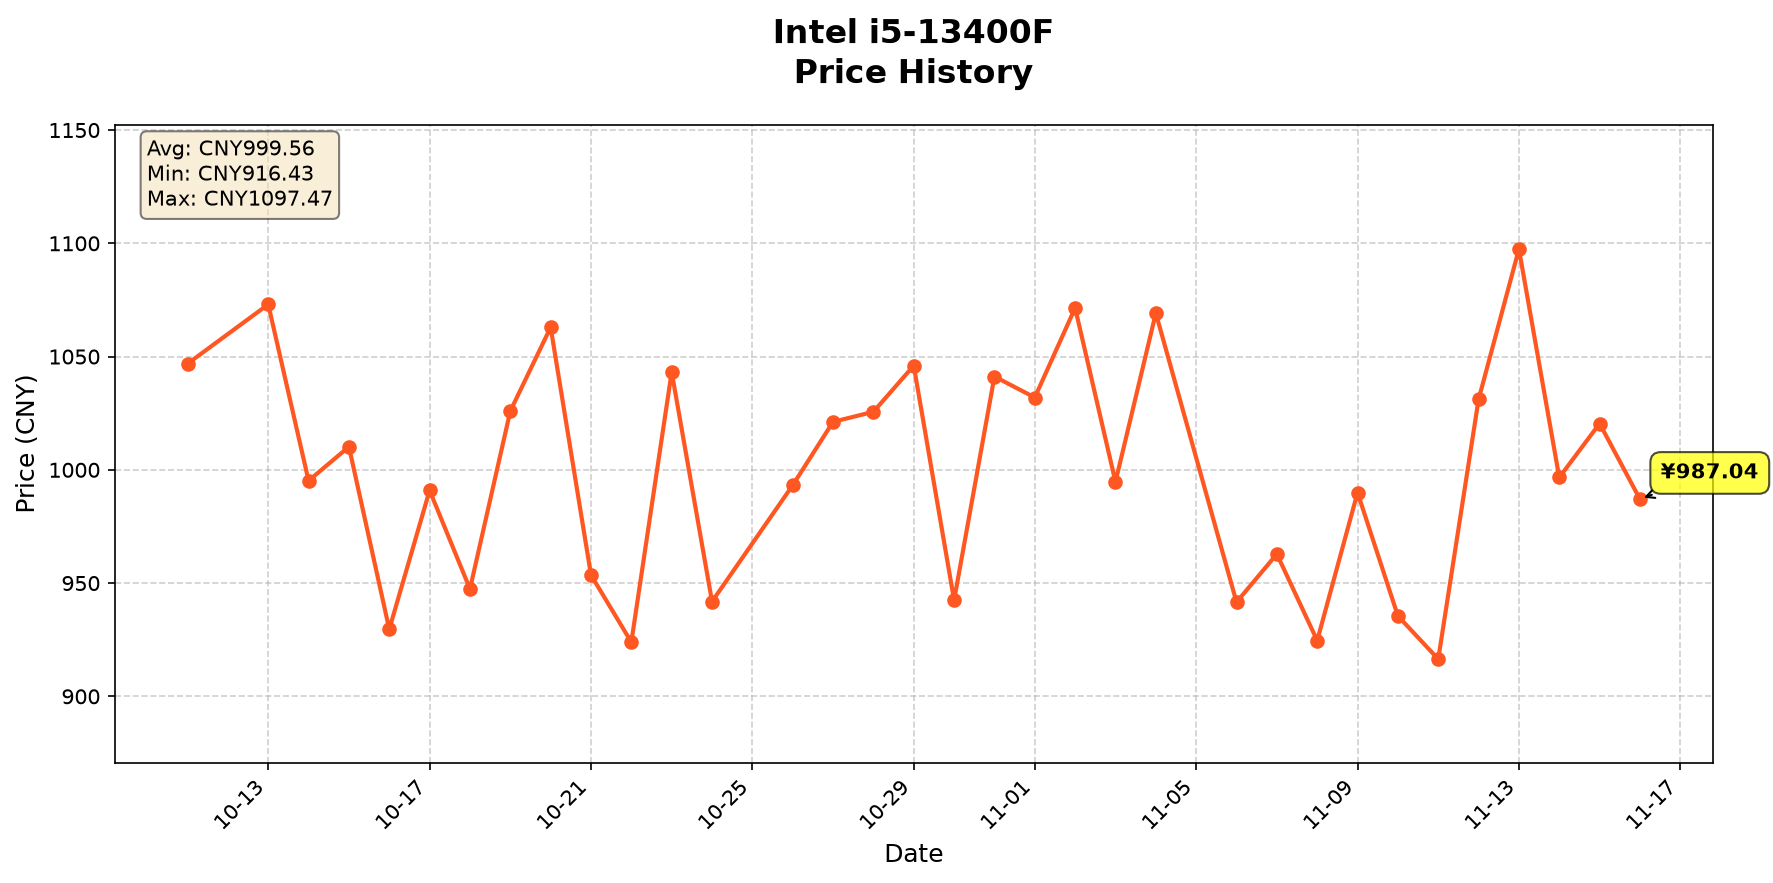 Intel i5-13400F
Price History
Avg: CNY999.56
Min: CNY916.43
Max: CNY1097.47
Price (CNY)
1150
1100
1050
1000
950
900
¥987.04
10-13
10-17
10-21
10-25
10-29
11-01
11-05
11-09
11-13
11-17
Date